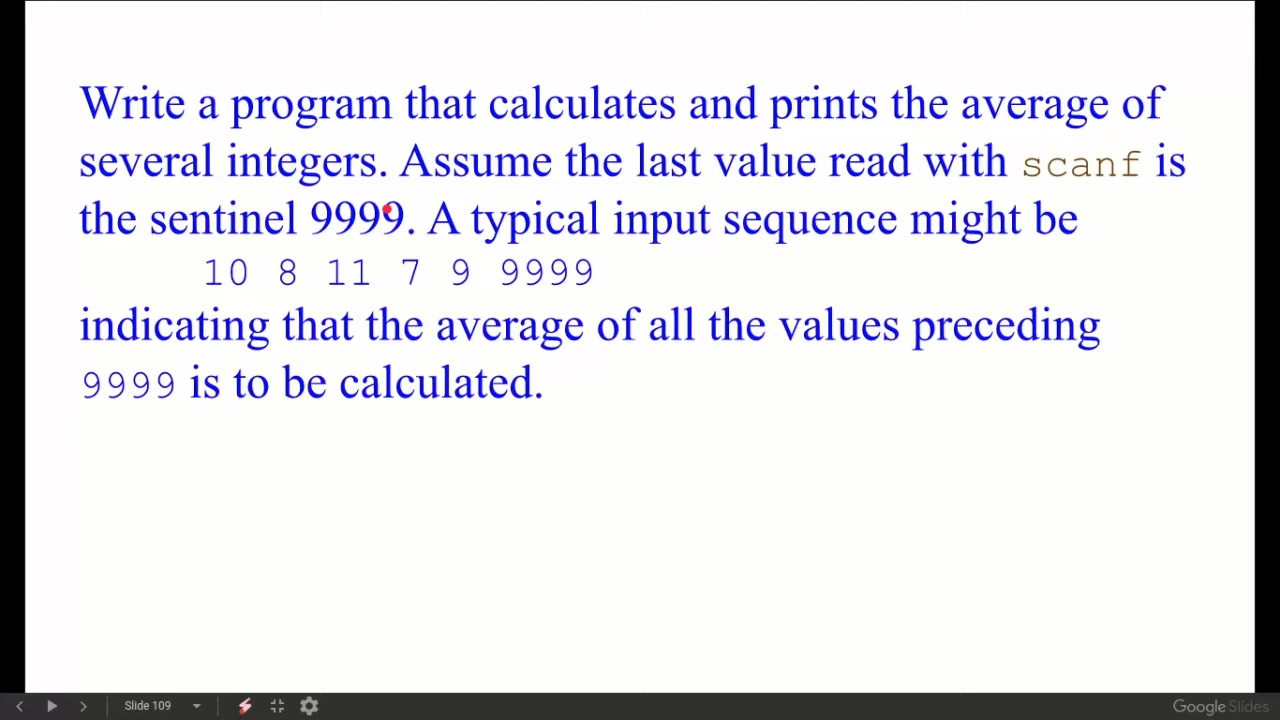 Write a program that calculates and prints the average of
several integers. Assume the last value read with scanf is
the sentinel 9999. A typical input sequence might be
10 8 11 7 9 9999
indicating that the average of all the values preceding
9999 is to be calculated.
Slide 109
Google Slides